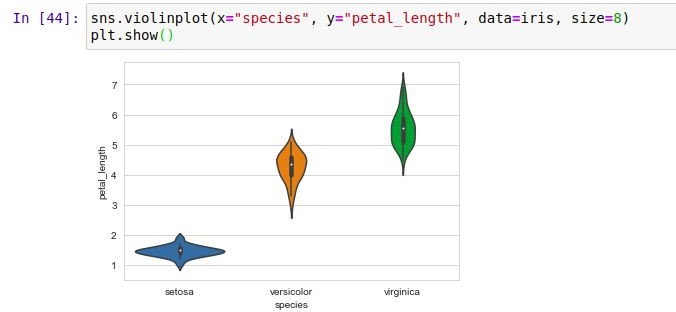 In [44]: sns.violinplot(x="species", y="petal_length", data=iris, size=8)
plt.show()
7
6
5
4
3
2
1
petal_length
setosa versicolor virginica
species